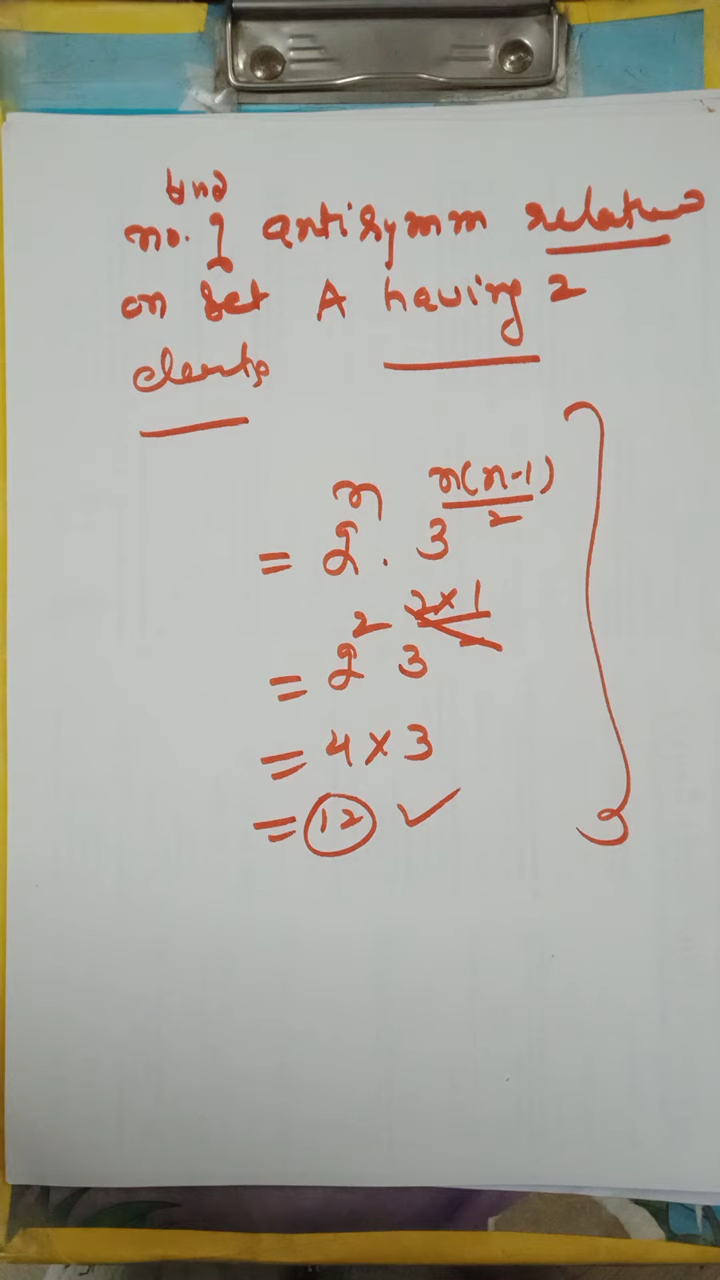 find
no. of antisymm relation
on set A having 2
elements
= 2^n . 3^{n(n-1)/2}
= 2^2 3^{2×1/2}
= 4 × 3
= 12 ✓